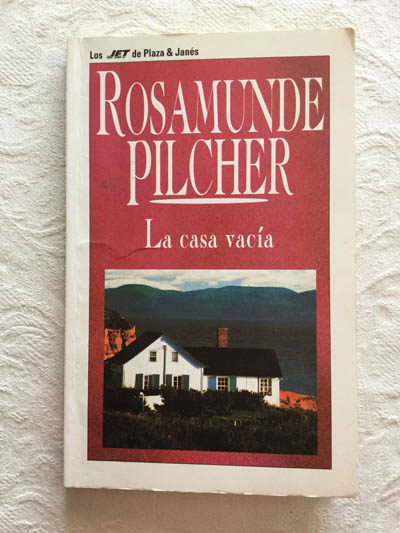 Los JET de Plaza & Janés
ROSAMUNDE
PILCHER
La casa vacía